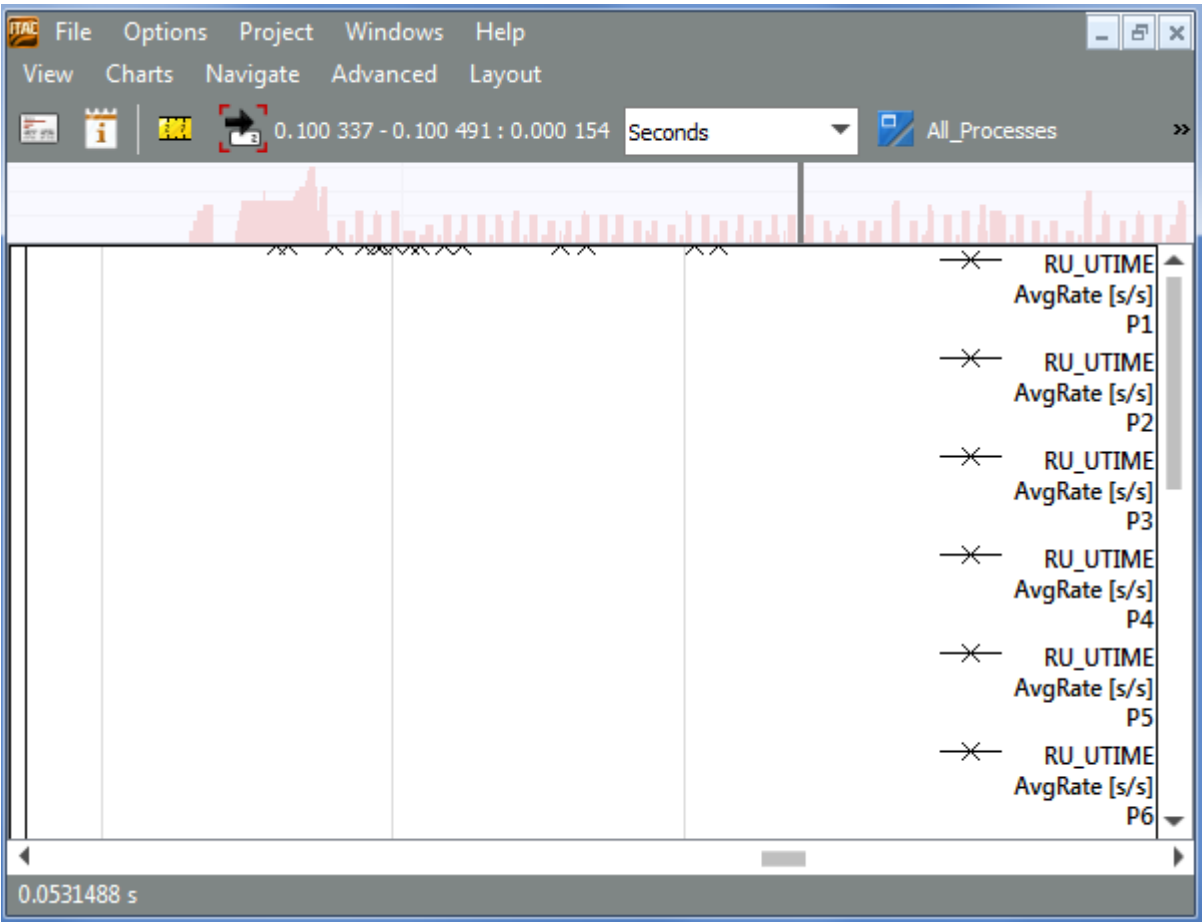 ITAC File Options Project Windows Help
View Charts Navigate Advanced Layout
0.100 337 - 0.100 491 : 0.000 154 Seconds All_Processes »
RU_UTIME
AvgRate [s/s]
P1
RU_UTIME
AvgRate [s/s]
P2
RU_UTIME
AvgRate [s/s]
P3
RU_UTIME
AvgRate [s/s]
P4
RU_UTIME
AvgRate [s/s]
P5
RU_UTIME
AvgRate [s/s]
P6
0.0531488 s